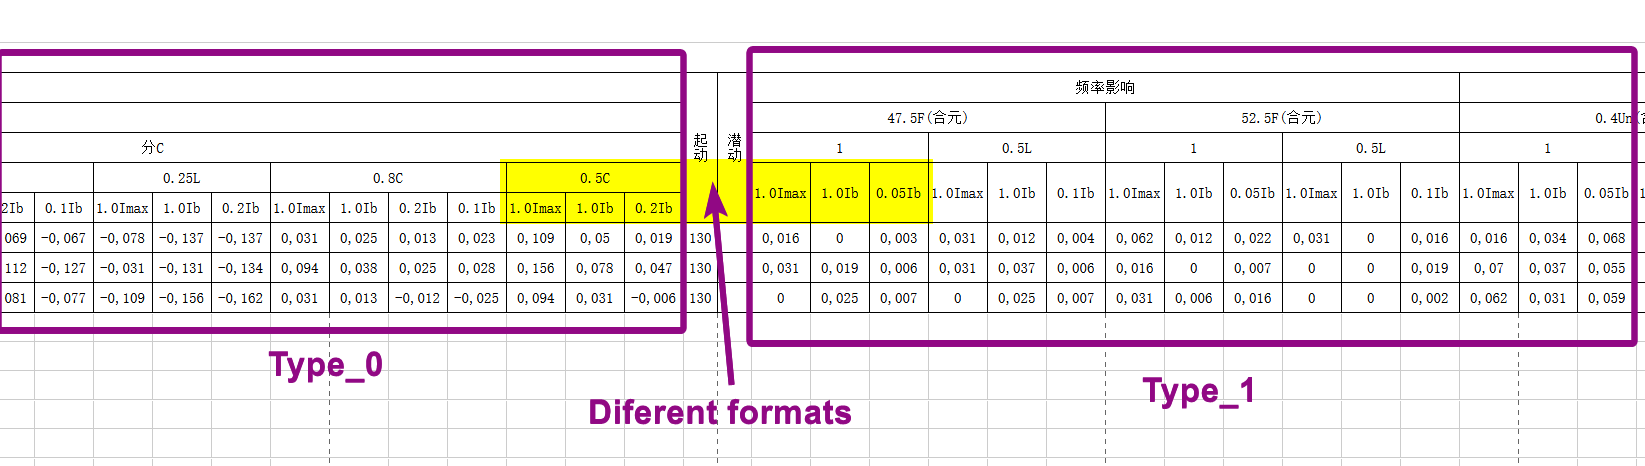 频率影响
47.5F(合元) 52.5F(合元) 0.4Un(
分C 起动 潜动 1 0.5L 1 0.5L 1
0.25L 0.8C 0.5C
1.0Imax 1.0Ib 0.05Ib 1.0Imax 1.0Ib 0.1Ib 1.0Imax 1.0Ib 0.05Ib 1.0Imax 1.0Ib 0.1Ib 1.0Imax 1.0Ib 0.05Ib
2Ib 0.1Ib 1.0Imax 1.0Ib 0.2Ib 1.0Imax 1.0Ib 0.2Ib 0.1Ib 1.0Imax 1.0Ib 0.2Ib
069 -0,067 -0,078 -0,137 -0,137 0,031 0,025 0,013 0,023 0,109 0,05 0,019 130 0,016 0 0,003 0,031 0,012 0,004 0,062 0,012 0,022 0,031 0 0,016 0,016 0,034 0,068
112 -0,127 -0,031 -0,131 -0,134 0,094 0,038 0,025 0,028 0,156 0,078 0,047 130 0,031 0,019 0,006 0,031 0,037 0,006 0,016 0 0,007 0 0 0,019 0,07 0,037 0,055
081 -0,077 -0,109 -0,156 -0,162 0,031 0,013 -0,012 -0,025 0,094 0,031 -0,006 130 0 0,025 0,007 0 0,025 0,007 0,031 0,006 0,016 0 0 0,002 0,062 0,031 0,059
Type_0
Type_1
Diferent formats